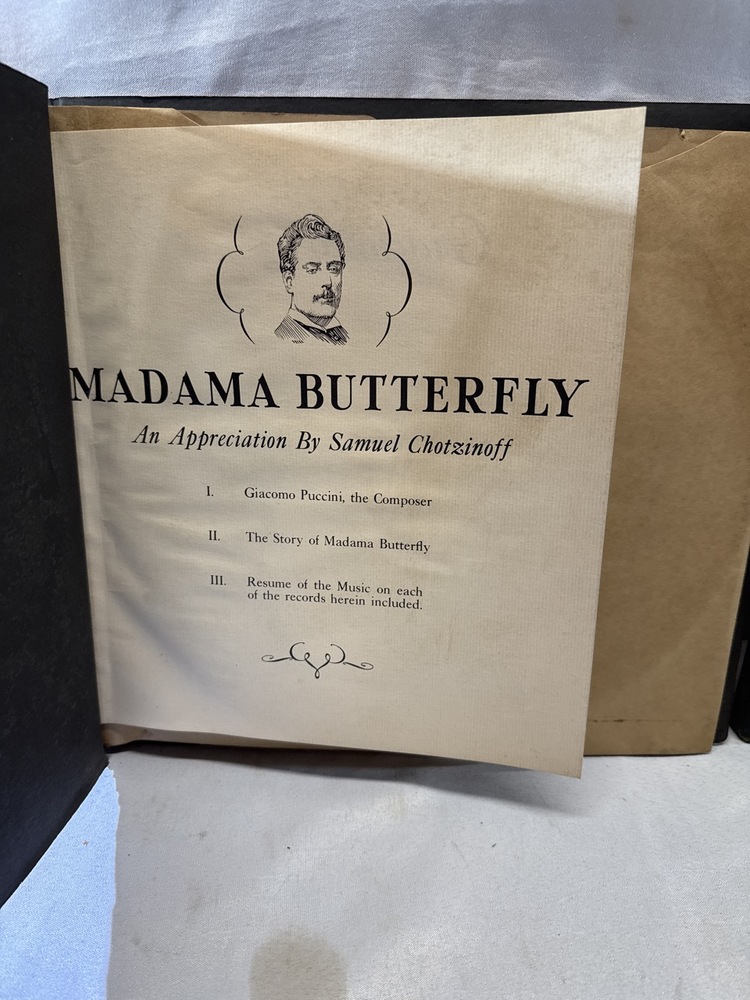 MADAMA BUTTERFLY
An Appreciation By Samuel Chotzinoff
I. Giacomo Puccini, the Composer
II. The Story of Madama Butterfly
III. Resume of the Music on each
of the records herein included.